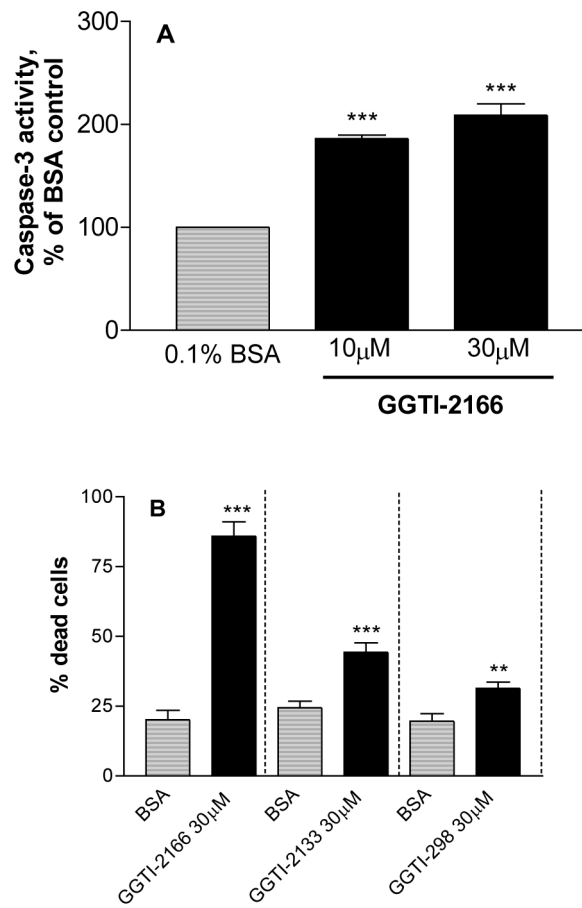 A
Caspase-3 activity,
% of BSA control
300
200
100
0
***
***
0.1% BSA
10μM
30μM
GGTI-2166
B
% dead cells
100
75
50
25
0
***
***
**
BSA
GGTI-2166 30μM
BSA
GGTI-2133 30μM
BSA
GGTI-298 30μM